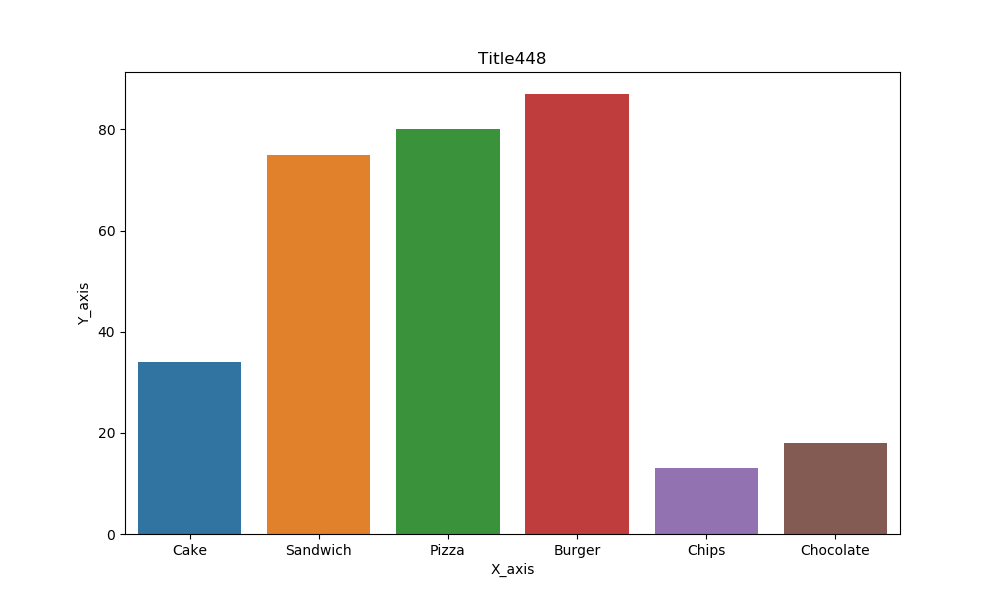 Title448
Y_axis
80
60
40
20
0
Cake Sandwich Pizza Burger Chips Chocolate
X_axis